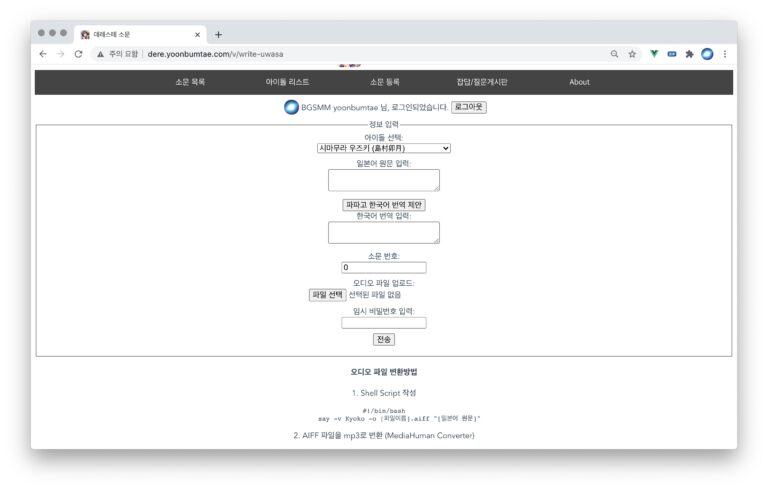 데레스테 소문
주의 요함 | dere.yoonbumtae.com/v/write-uwasa
소문 목록 아이돌 리스트 소문 등록 잡담/질문게시판 About
BGSMM yoonbumtae 님, 로그인되었습니다. 로그아웃
정보 입력
아이돌 선택:
시마무라 우즈키 (島村卯月)
일본어 원문 입력:
파파고 한국어 번역 제안
한국어 번역 입력:
소문 번호:
0
오디오 파일 업로드:
파일 선택 선택된 파일 없음
임시 비밀번호 입력:
전송
오디오 파일 변환방법
1. Shell Script 작성
#!/bin/bash
say -v Kyoko -o [파일이름].aiff "[일본어 원문]"
2. AIFF 파일을 mp3로 변환 (MediaHuman Converter)